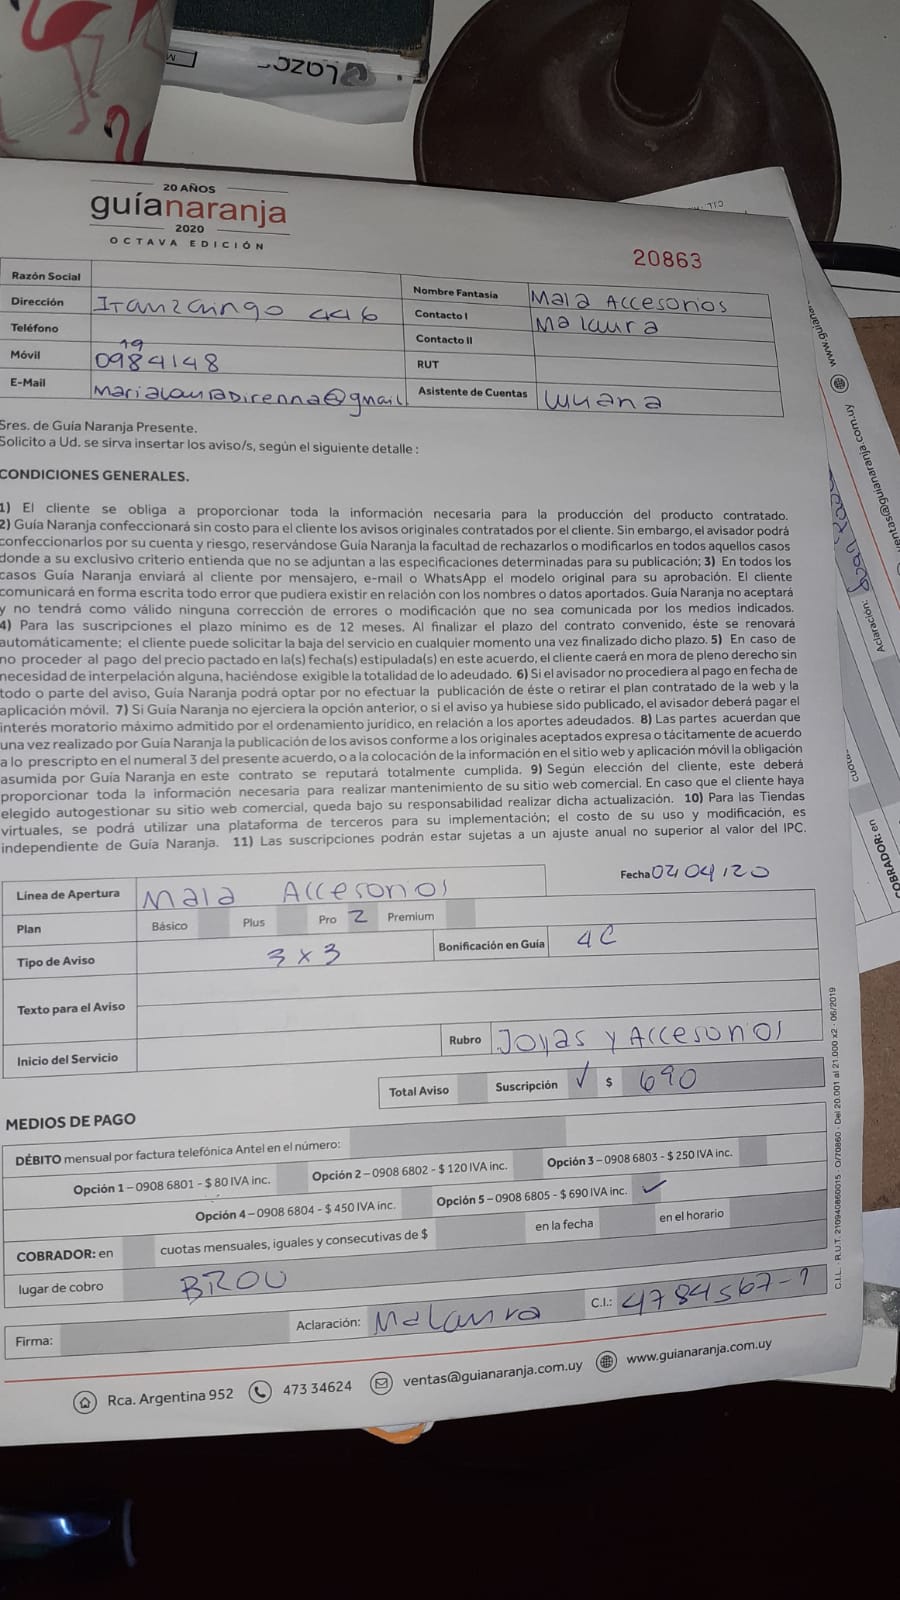 20 AÑOS
guíanaranja
2020
OCTAVA EDICIÓN
20863
Razón Social
Nombre Fantasía Mala Accesorios
Dirección Itanzaingo 446
Contacto I Malaura
Teléfono
Contacto II
Móvil 0984148 19
RUT
E-Mail
Asistente de Cuentas
Sres. de Guía Naranja Presente.
Solicito a Ud. se sirva insertar los aviso/s, según el siguiente detalle :
CONDICIONES GENERALES.
1) El cliente se obliga a proporcionar toda la información necesaria para la producción del producto contratado.
2) Guía Naranja confeccionará sin costo para el cliente los avisos originales contratados por el cliente. Sin embargo, el avisador podrá
confeccionarlos por su cuenta y riesgo, reservándose Guía Naranja la facultad de rechazarlos o modificarlos en todos aquellos casos
donde a su exclusivo criterio entienda que no se adjuntan a las especificaciones determinadas para su publicación; 3) En todos los
casos Guía Naranja enviará al cliente por mensajero, e-mail o WhatsApp el modelo original para su aprobación. El cliente
comunicará en forma escrita todo error que pudiera existir en relación con los nombres o datos aportados. Guía Naranja no aceptará
y no tendrá como válido ninguna corrección de errores o modificación que no sea comunicada por los medios indicados.
4) Para las suscripciones el plazo mínimo es de 12 meses. Al finalizar el plazo del contrato convenido, éste se renovará
automáticamente; el cliente puede solicitar la baja del servicio en cualquier momento una vez finalizado dicho plazo. 5) En caso de
no proceder al pago del precio pactado en la(s) fecha(s) estipulada(s) en este acuerdo, el cliente caerá en mora de pleno derecho sin
necesidad de interpelación alguna, haciéndose exigible la totalidad de lo adeudado. 6) Si el avisador no procediera al pago en fecha de
todo o parte del aviso, Guía Naranja podrá optar por no efectuar la publicación de éste o retirar el plan contratado de la web y la
aplicación móvil. 7) Si Guía Naranja no ejerciera la opción anterior, o si el aviso ya hubiese sido publicado, el avisador deberá pagar el
interés moratorio máximo admitido por el ordenamiento jurídico, en relación a los aportes adeudados. 8) Las partes acuerdan que
una vez realizado por Guía Naranja la publicación de los avisos conforme a los originales aceptados expresa o tácitamente de acuerdo
a lo prescripto en el numeral 3 del presente acuerdo, o a la colocación de la información en el sitio web y aplicación móvil la obligación
asumida por Guía Naranja en este contrato se reputará totalmente cumplida. 9) Según elección del cliente, este deberá
proporcionar toda la información necesaria para realizar mantenimiento de su sitio web comercial. En caso que el cliente haya
elegido autogestionar su sitio web comercial, queda bajo su responsabilidad realizar dicha actualización. 10) Para las Tiendas
virtuales, se podrá utilizar una plataforma de terceros para su implementación; el costo de su uso y modificación, es
independiente de Guía Naranja. 11) Las suscripciones podrán estar sujetas a un ajuste anual no superior al valor del IPC.
Fecha 02/04/20
Línea de Apertura Mala Accesorios
Plan Básico Plus Pro 2 Premium
Tipo de Aviso 3 x 3 Bonificación en Guía 4C
Texto para el Aviso
Inicio del Servicio
Rubro Joyas y Accesorios
Total Aviso Suscripción ✓ $ 690
MEDIOS DE PAGO
DÉBITO mensual por factura telefónica Antel en el número:
Opción 1 – 0908 6801 - $ 80 IVA inc. Opción 2 – 0908 6802 - $ 120 IVA inc. Opción 3 – 0908 6803 - $ 250 IVA inc.
Opción 4 – 0908 6804 - $ 450 IVA inc. Opción 5 – 0908 6805 - $ 690 IVA inc. ✓
COBRADOR: en cuotas mensuales, iguales y consecutivas de $ en la fecha en el horario
lugar de cobro BROU
Firma: Aclaración: Malaura C.I.: 4784567-1
Rca. Argentina 952 473 34624 ventas@guianaranja.com.uy www.guianaranja.com.uy
C.I.L. - R.U.T. 210940860015 - O/70860 - Del 20.001 al 21.000 x2 - 06/2019
Aclaración:
COBRADOR: en